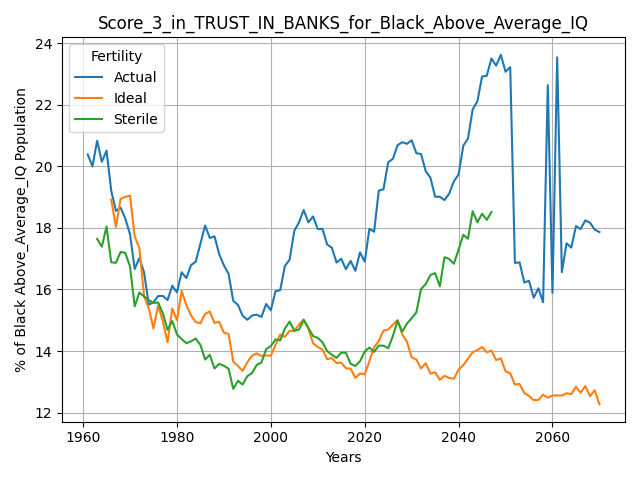 Score_3_in_TRUST_IN_BANKS_for_Black_Above_Average_IQ
Fertility
Actual
Ideal
Sterile
% of Black Above_Average_IQ Population
24
22
20
18
16
14
12
1960
1980
2000
2020
2040
2060
Years